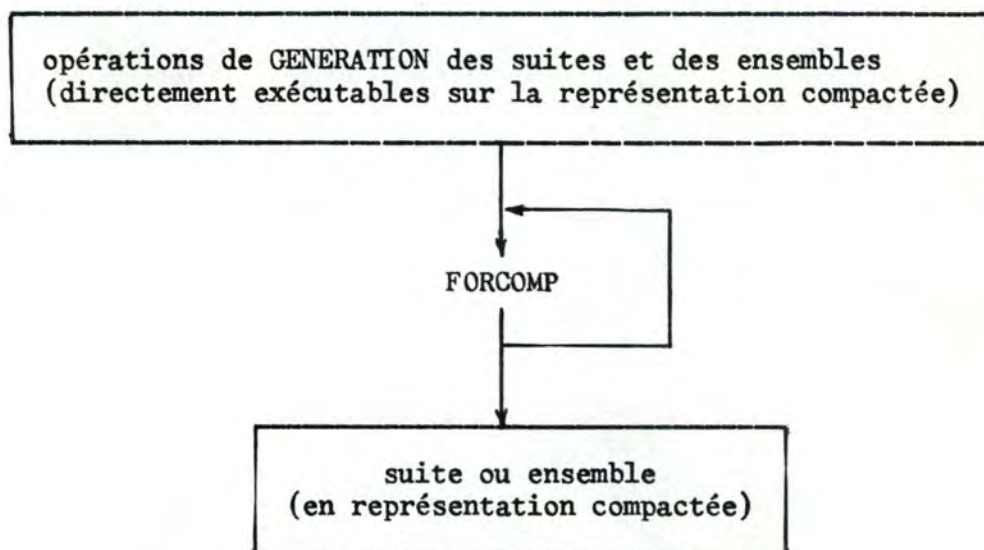 opérations de GENERATION des suites et des ensembles
(directement exécutables sur la représentation compactée)
FORCOMP
suite ou ensemble
(en représentation compactée)